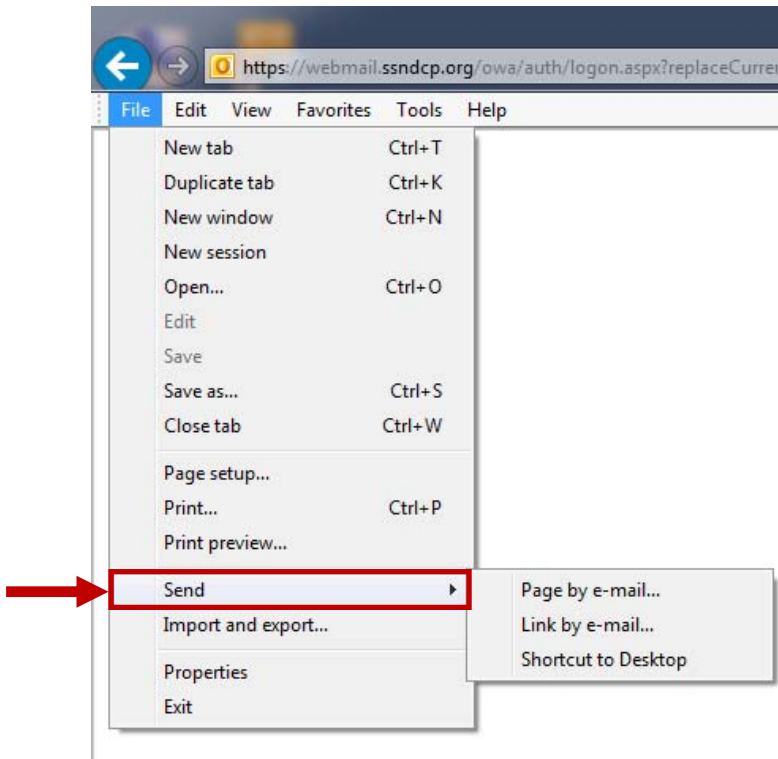 https://webmail.ssndcp.org/owa/auth/logon.aspx?replaceCurre
File Edit View Favorites Tools Help
New tab Ctrl+T
Duplicate tab Ctrl+K
New window Ctrl+N
New session
Open... Ctrl+O
Edit
Save
Save as... Ctrl+S
Close tab Ctrl+W
Page setup...
Print... Ctrl+P
Print preview...
Send Page by e-mail...
Import and export... Link by e-mail...
Shortcut to Desktop
Properties
Exit